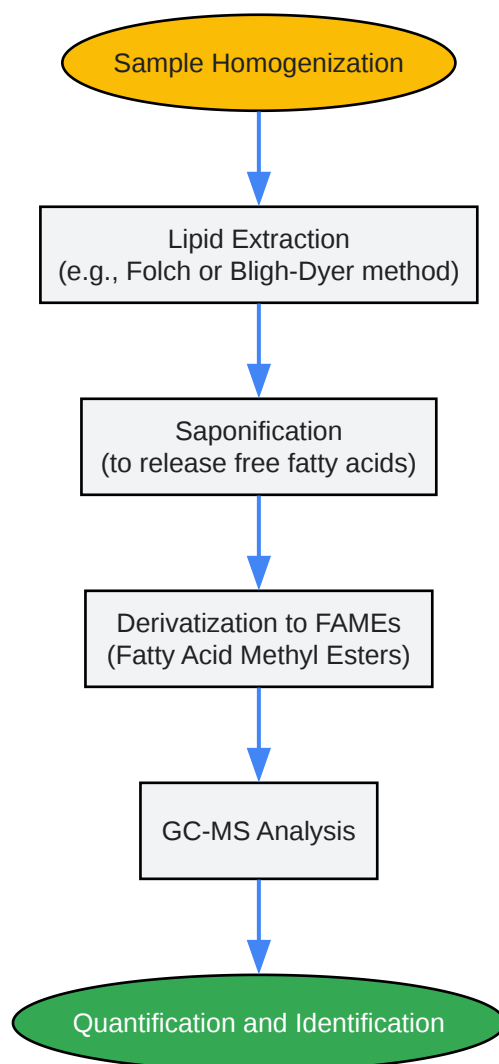 Sample Homogenization
Lipid Extraction
(e.g., Folch or Bligh-Dyer method)
Saponification
(to release free fatty acids)
Derivatization to FAMEs
(Fatty Acid Methyl Esters)
GC-MS Analysis
Quantification and Identification